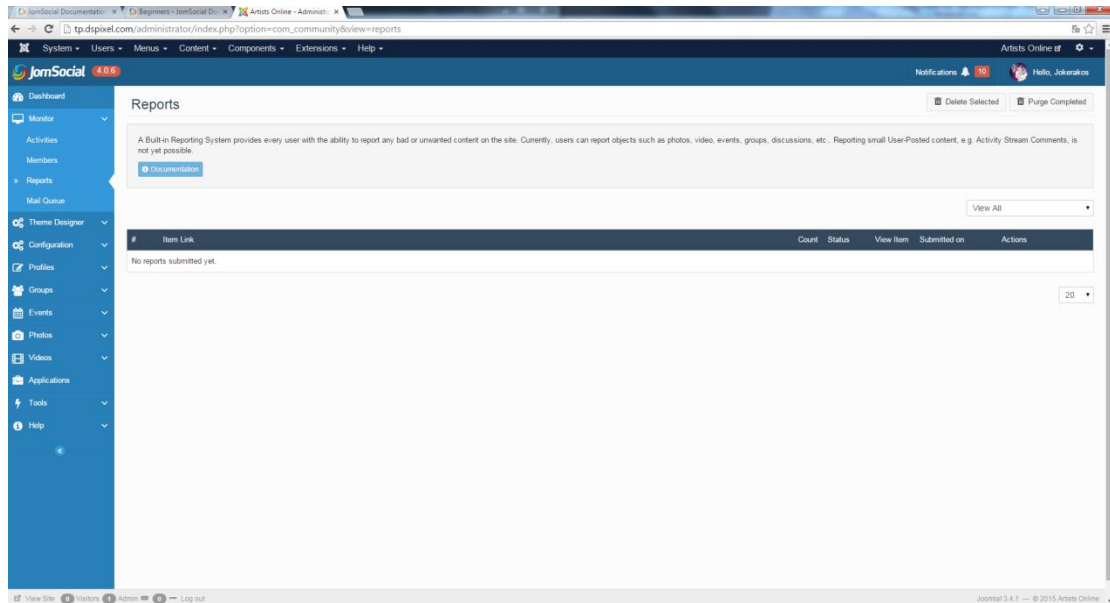 JomSocial Documentatio
Beginners - JomSocial Do
Artists Online - Administr
tp.dspixel.com/administrator/index.php?option=com_community&view=reports
System Users Menus Content Components Extensions Help Artists Online
JomSocial 4.0.6 Notifications 10 Hello, Jokerakos
Dashboard
Monitor
Activities
Members
» Reports
Mail Queue
Theme Designer
Configuration
Profiles
Groups
Events
Photos
Videos
Applications
Tools
Help
Reports Delete Selected Purge Completed
A Built-in Reporting System provides every user with the ability to report any bad or unwanted content on the site. Currently, users can report objects such as photos, video, events, groups, discussions, etc.. Reporting small User-Posted content, e.g. Activity Stream Comments, is
not yet possible.
Documentation
View All
# Item Link Count Status View Item Submitted on Actions
No reports submitted yet.
20
View Site 0 Visitors 1 Admin 0 Log out Joomla! 3.4.1 — © 2015 Artists Online